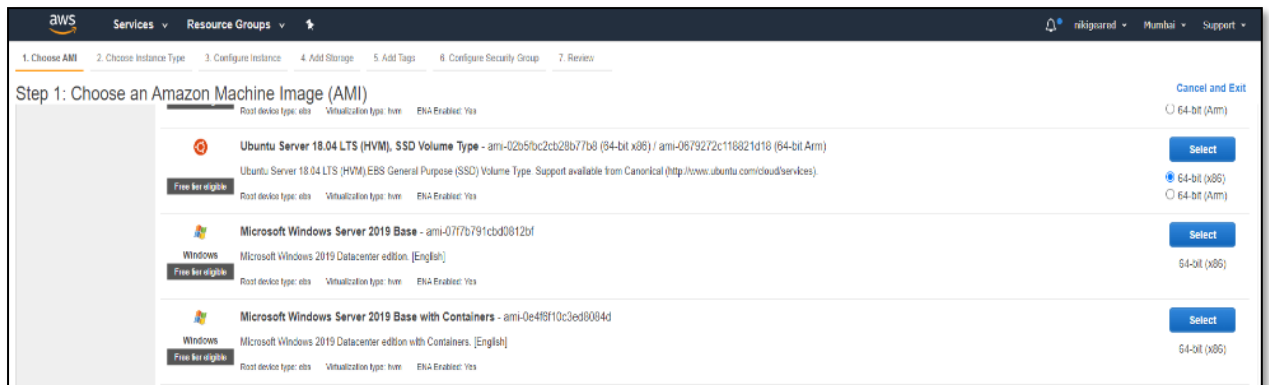 aws Services Resource Groups nikigeared Mumbai Support
1. Choose AMI 2. Choose Instance Type 3. Configure Instance 4. Add Storage 5. Add Tags 6. Configure Security Group 7. Review
Step 1: Choose an Amazon Machine Image (AMI) Cancel and Exit
Root device type: ebs Virtualization type: hvm ENA Enabled: Yes 64-bit (Arm)
Ubuntu Server 18.04 LTS (HVM), SSD Volume Type - ami-02b5fbc2cb28b77b8 (64-bit x86) / ami-0679272c118821d18 (64-bit Arm) Select
Ubuntu Server 18.04 LTS (HVM),EBS General Purpose (SSD) Volume Type. Support available from Canonical (http://www.ubuntu.com/cloud/services).
64-bit (x86)
Free tier eligible
Root device type: ebs Virtualization type: hvm ENA Enabled: Yes 64-bit (Arm)
Microsoft Windows Server 2019 Base - ami-07f7b791cbd0812bf Select
Windows Microsoft Windows 2019 Datacenter edition. [English]
64-bit (x86)
Free tier eligible
Root device type: ebs Virtualization type: hvm ENA Enabled: Yes
Microsoft Windows Server 2019 Base with Containers - ami-0e4f8f10c3ed8084d Select
Windows Microsoft Windows 2019 Datacenter edition with Containers. [English]
64-bit (x86)
Free tier eligible
Root device type: ebs Virtualization type: hvm ENA Enabled: Yes